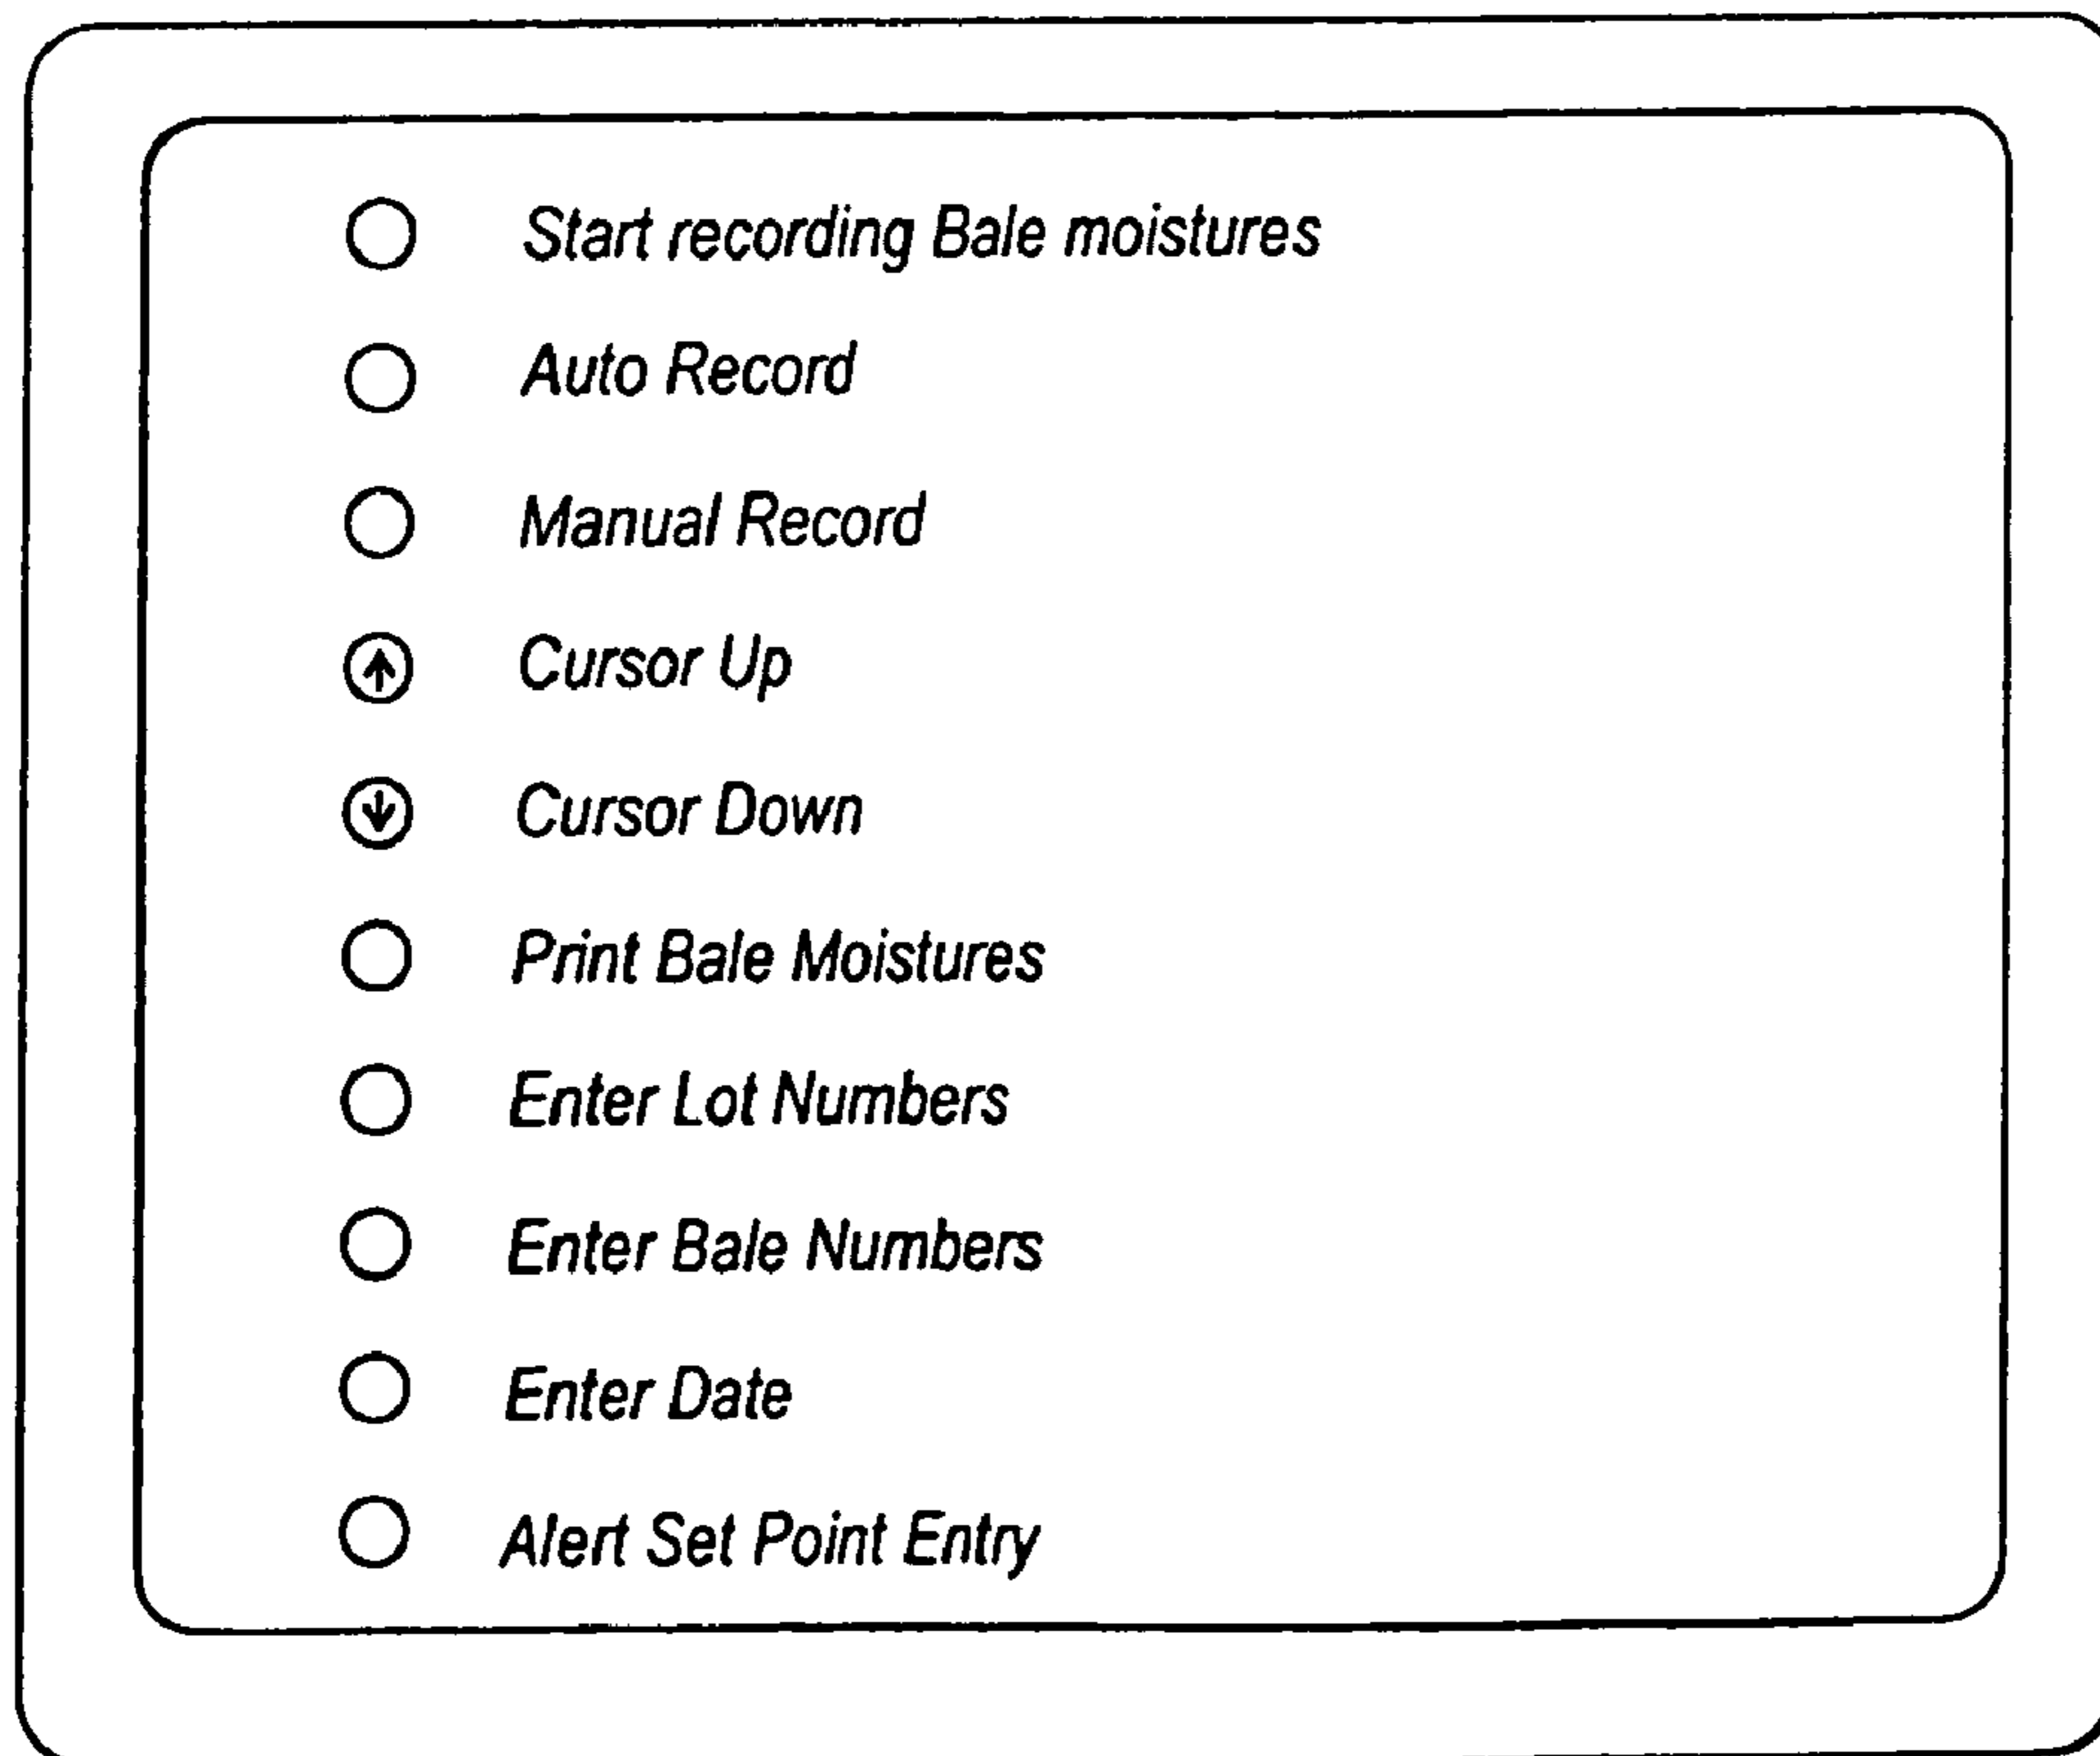 Start recording Bale moistures
Auto Record
Manual Record
Cursor Up
Cursor Down
Print Bale Moistures
Enter Lot Numbers
Enter Bale Numbers
Enter Date
Alert Set Point Entry